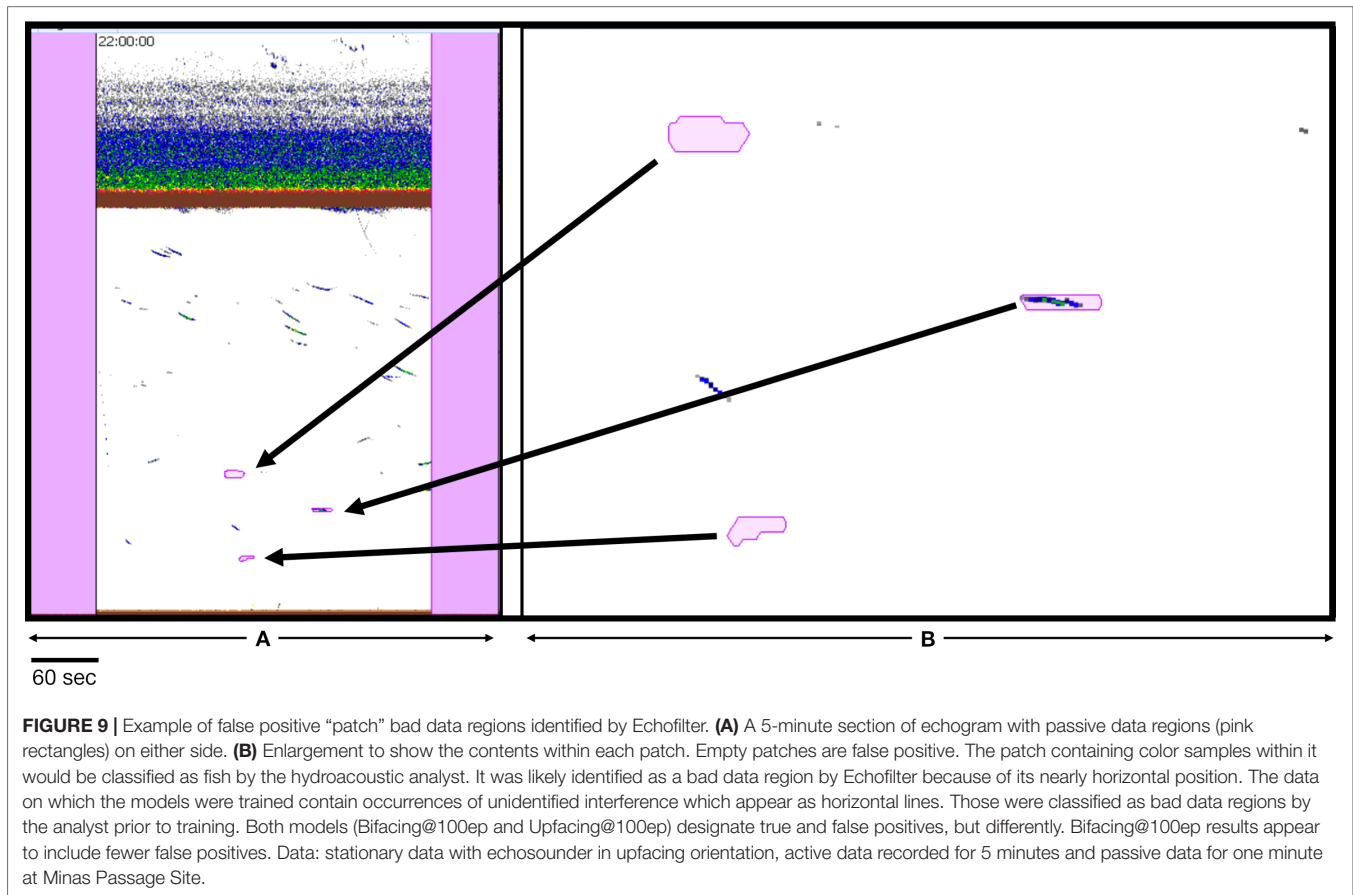 22:00:00
A
B
60 sec
FIGURE 9 | Example of false positive “patch” bad data regions identified by Echofilter. (A) A 5-minute section of echogram with passive data regions (pink
rectangles) on either side. (B) Enlargement to show the contents within each patch. Empty patches are false positive. The patch containing color samples within it
would be classified as fish by the hydroacoustic analyst. It was likely identified as a bad data region by Echofilter because of its nearly horizontal position. The data
on which the models were trained contain occurrences of unidentified interference which appear as horizontal lines. Those were classified as bad data regions by
the analyst prior to training. Both models (Bifacing@100ep and Upfacing@100ep) designate true and false positives, but differently. Bifacing@100ep results appear
to include fewer false positives. Data: stationary data with echosounder in upfacing orientation, active data recorded for 5 minutes and passive data for one minute
at Minas Passage Site.